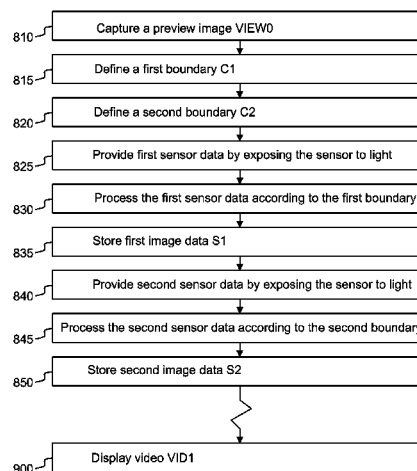 810 Capture a preview image VIEW0
815 Define a first boundary C1
820 Define a second boundary C2
825 Provide first sensor data by exposing the sensor to light
830 Process the first sensor data according to the first boundary
835 Store first image data S1
840 Provide second sensor data by exposing the sensor to light
845 Process the second sensor data according to the second boundary
850 Store second image data S2
900 Display video VID1